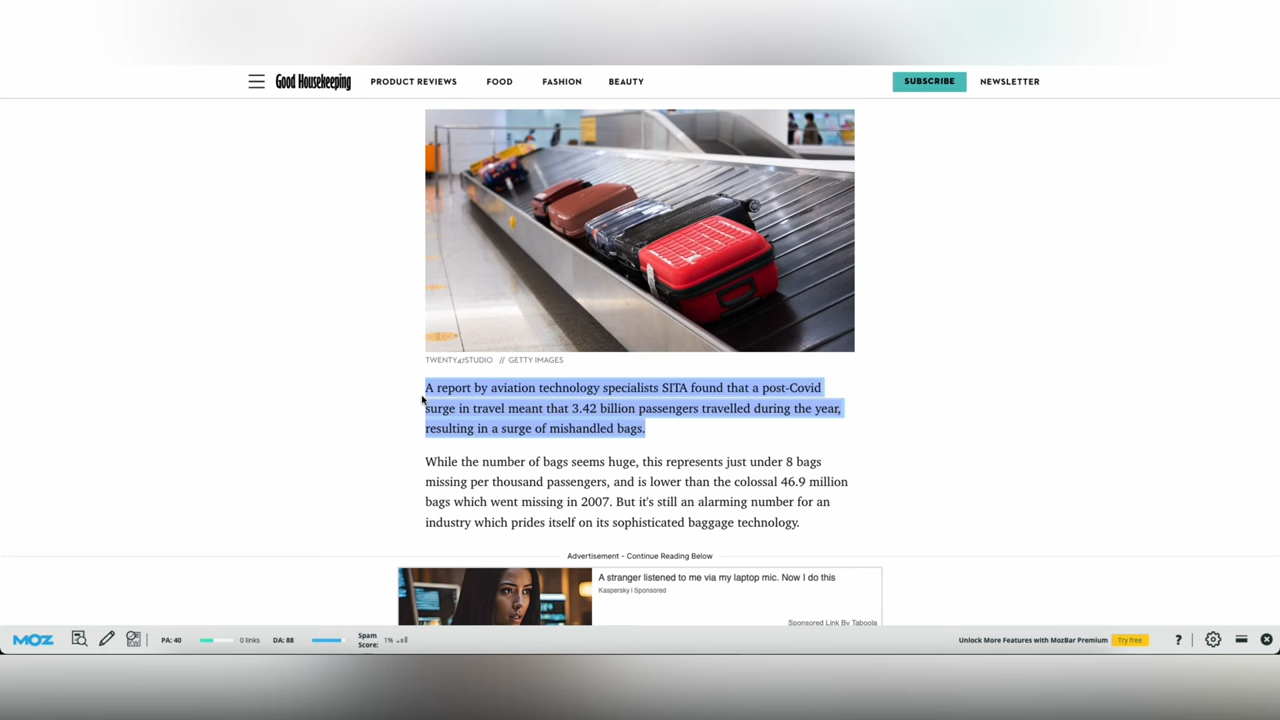 Good Housekeeping PRODUCT REVIEWS FOOD FASHION BEAUTY SUBSCRIBE NEWSLETTER
TWENTY47STUDIO // GETTY IMAGES
A report by aviation technology specialists SITA found that a post-Covid
surge in travel meant that 3.42 billion passengers travelled during the year,
resulting in a surge of mishandled bags.
While the number of bags seems huge, this represents just under 8 bags
missing per thousand passengers, and is lower than the colossal 46.9 million
bags which went missing in 2007. But it's still an alarming number for an
industry which prides itself on its sophisticated baggage technology.
Advertisement - Continue Reading Below
A stranger listened to me via my laptop mic. Now I do this
Kaspersky | Sponsored
Sponsored Link By Taboola
MOZ PA: 40 0 links DA: 88 Spam Score: 1% Unlock More Features with MozBar Premium Try free ?